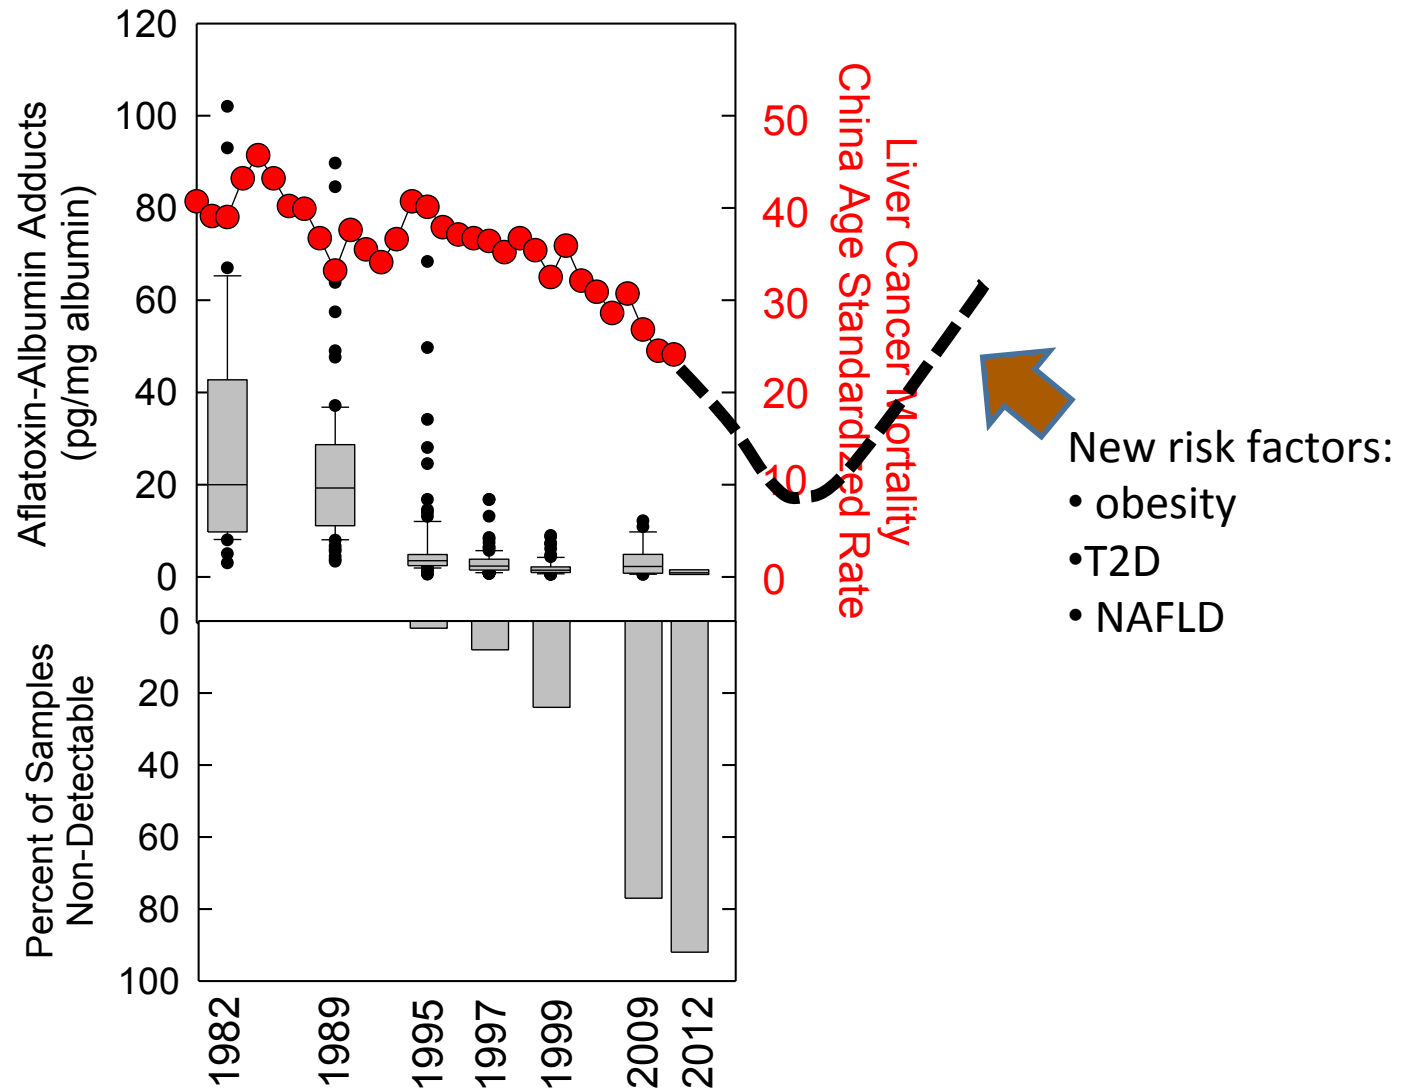 Aflatoxin-Albumin Adducts
(pg/mg albumin)
120
100
80
60
40
20
0
50
40
30
20
10
0
Liver Cancer Mortality
China Age Standardized Rate
New risk factors:
• obesity
•T2D
• NAFLD
Percent of Samples
Non-Detectable
0
20
40
60
80
100
1982
1989
1995
1997
1999
2009
2012